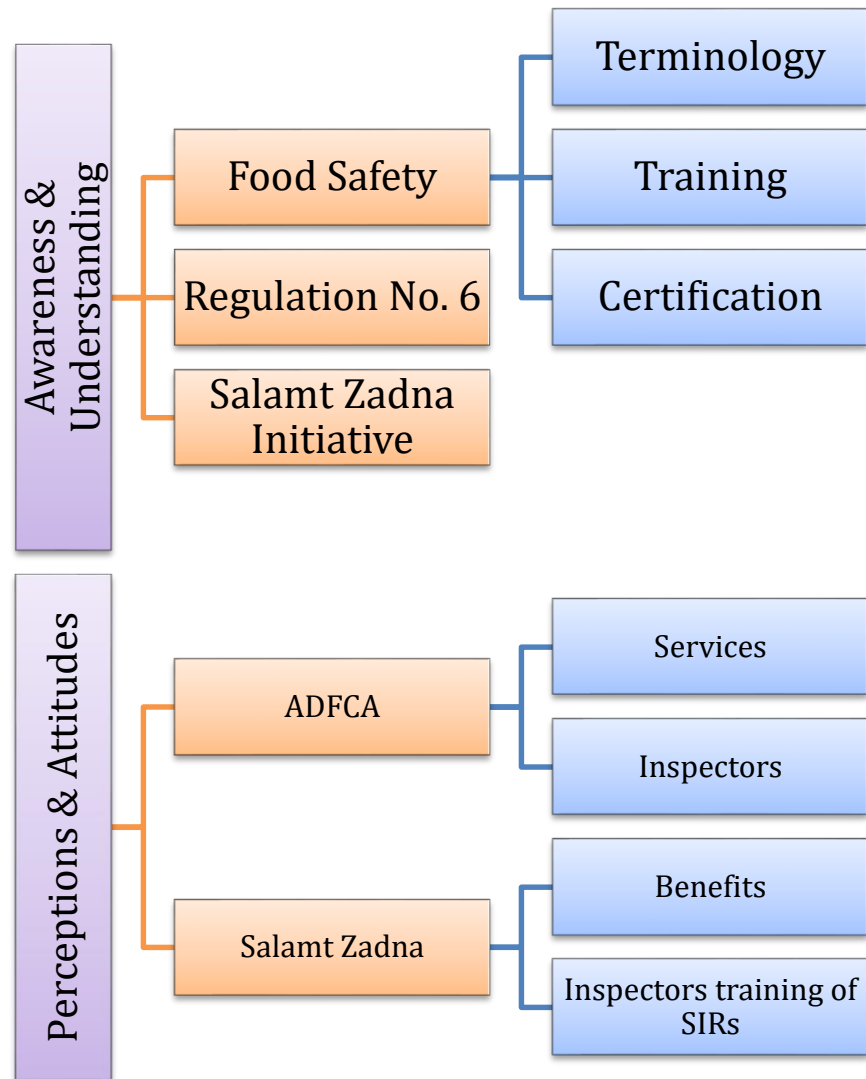 Awareness &
Understanding
Food Safety
Regulation No. 6
Salamt Zadna
Initiative
Terminology
Training
Certification
Perceptions & Attitudes
ADFCA
Salamt Zadna
Services
Inspectors
Benefits
Inspectors training of
SIRs